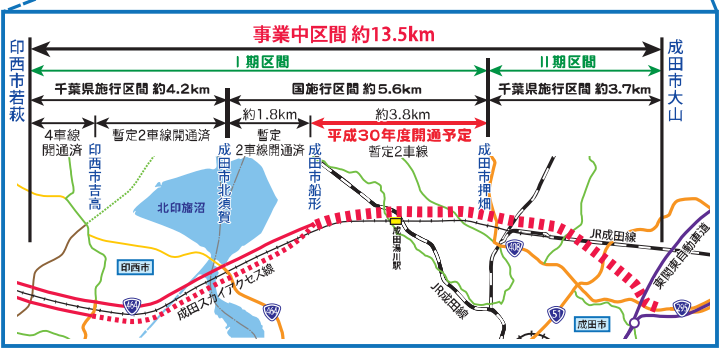 事業中区間 約13.5km
I期区間
II期区間
千葉県施行区間 約4.2km
国施行区間 約5.6km
千葉県施行区間 約3.7km
約1.8km
約3.8km
平成30年度開通予定
4車線
開通済
暫定2車線開通済
暫定
2車線開通済
暫定2車線
印西市若萩
印西市吉高
成田市北須賀
成田市船形
成田市押畑
成田市大山
北印旛沼
印西市
成田スカイアクセス線
成田湯川駅
JR成田線
JR成田線
東関東自動車道
成田市
464
464
408
51
295